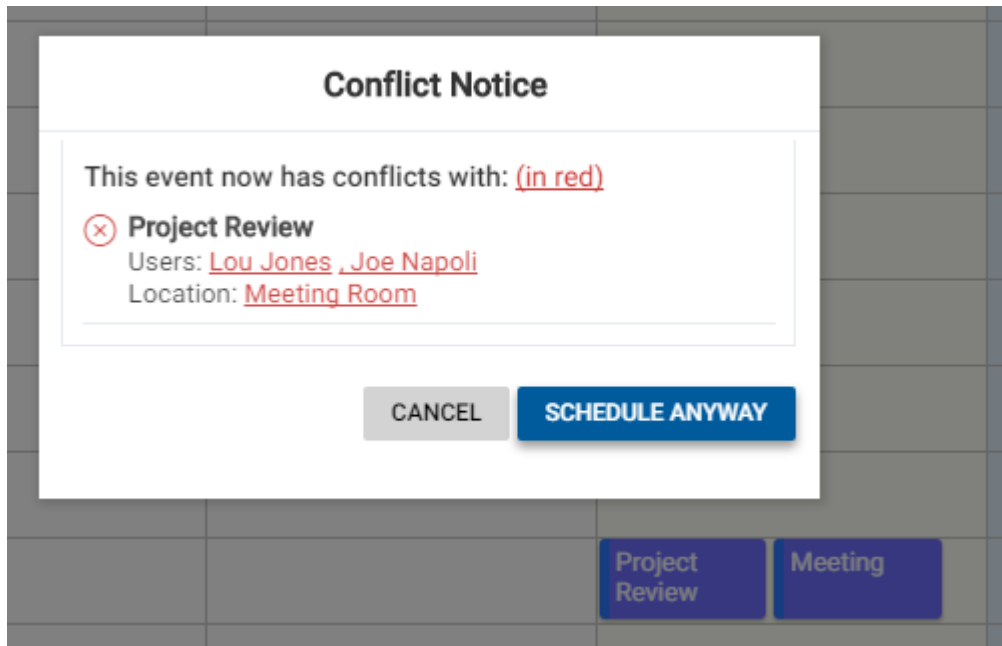 Conflict Notice
This event now has conflicts with: (in red)
Project Review
Users: Lou Jones , Joe Napoli
Location: Meeting Room
CANCEL
SCHEDULE ANYWAY
Project
Review
Meeting